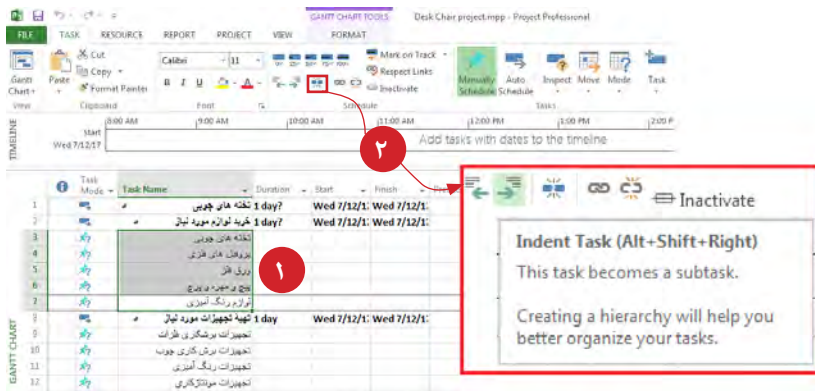 GANTT CHART TOOLS Desk Chair project.mpp - Project Professional
FILE TASK RESOURCE REPORT PROJECT VIEW FORMAT
Gantt Chart
Paste
Cut
Copy
Format Painter
Calibri 11
B I U A
Mark on Track
Respect Links
Inactivate
Manually Schedule
Auto Schedule
Inspect Move Mode Task
View Clipboard Font Schedule Tasks
TIMELINE
Start
Wed 7/12/17
8:00 AM 9:00 AM 10:00 AM 11:00 AM 12:00 PM 1:00 PM 2:00 P
Add tasks with dates to the timeline
۲
Task Mode Task Name Duration Start Finish
1 تخته های چوبی 1 day? Wed 7/12/1 Wed 7/12/1
2 خرید لوازم مورد نیاز 1 day? Wed 7/12/1 Wed 7/12/1
3 تخته های چوبی
4 پروفیل های فلزی
5 ورق فلز
6 پیچ و مهره و پرچ
7 لوازم رنگ آمیزی
8 تهیه تجهیزات مورد نیاز 1 day Wed 7/12/1 Wed 7/12/1
9 تجهیزات برشکاری فلزات
10 تجهیزات برش کاری چوب
11 تجهیزات رنگ آمیزی
12 تجهیزات مونتاژکاری
۱
GANTT CHART
Inactivate
Indent Task (Alt+Shift+Right)
This task becomes a subtask.
Creating a hierarchy will help you
better organize your tasks.